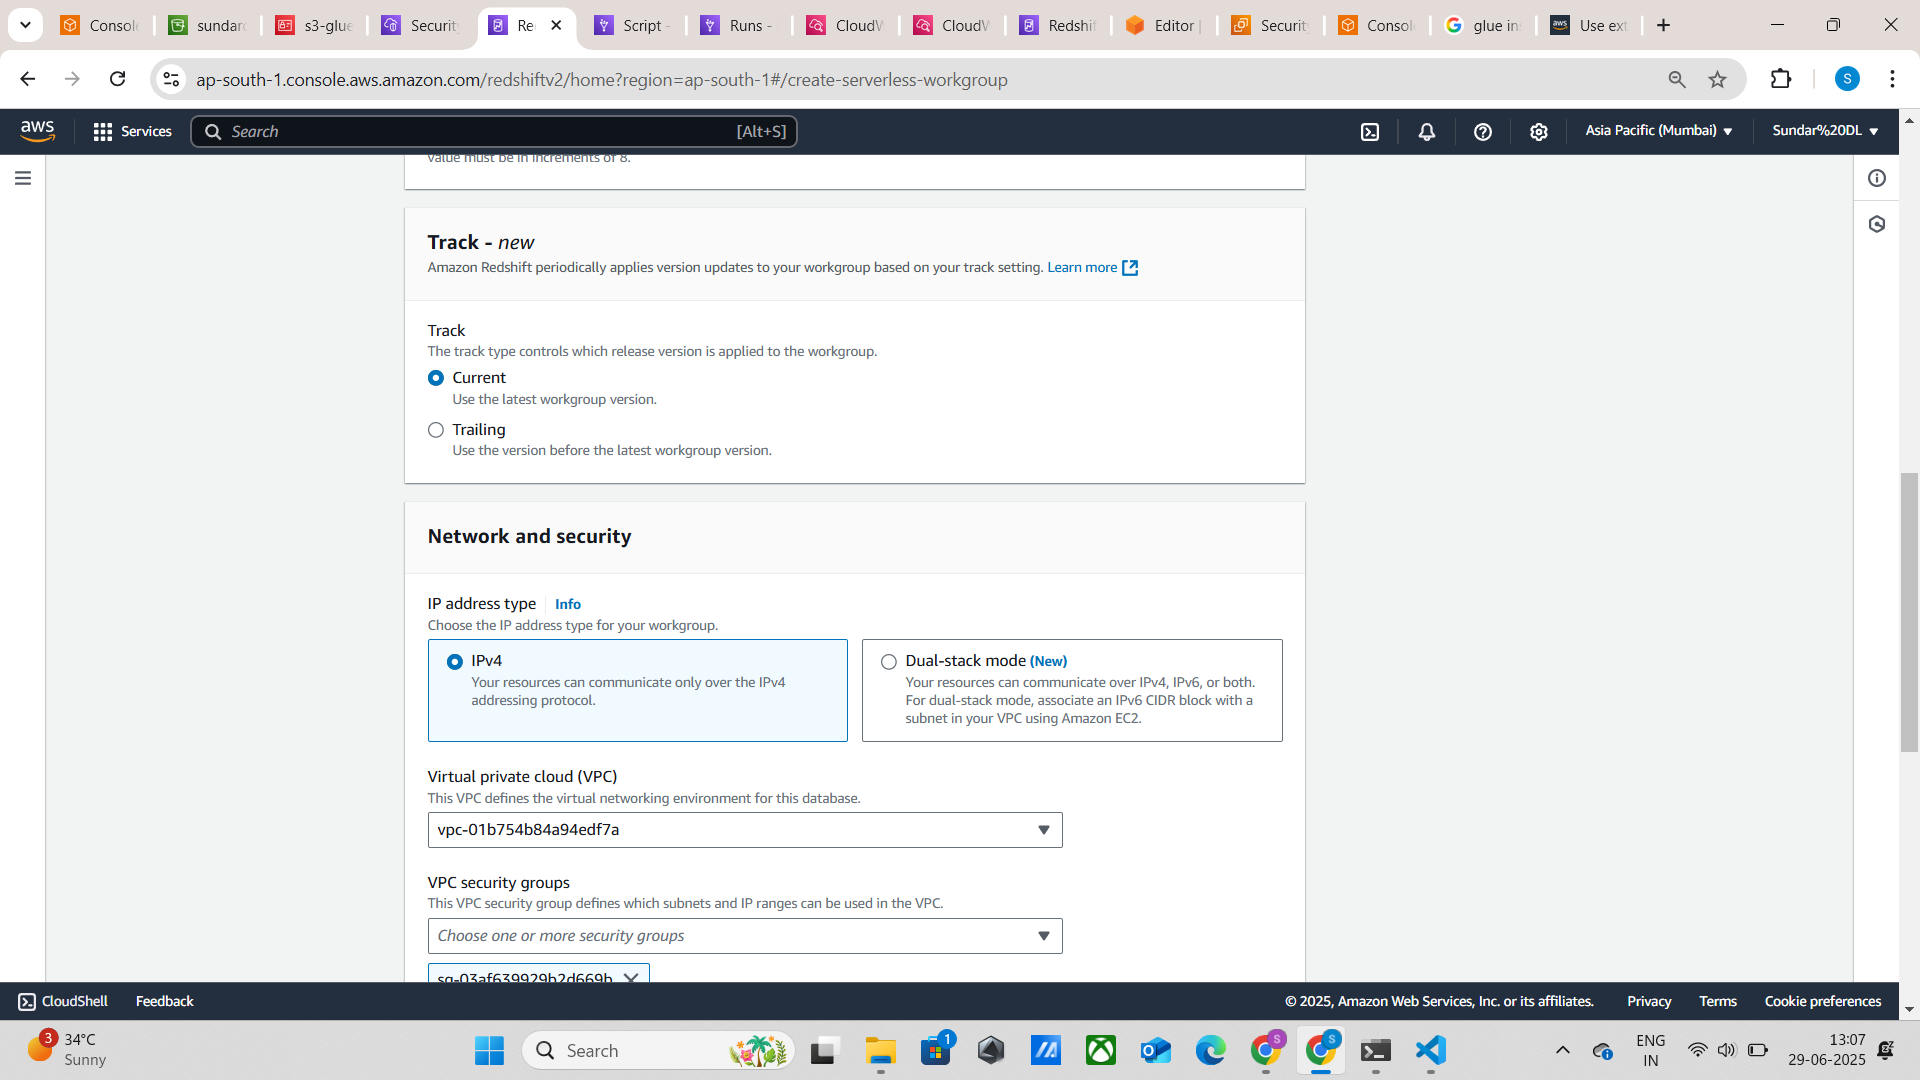 Console
sundar
s3-glue
Security
Re
Script -
Runs -
CloudW
CloudW
Redshif
Editor |
Security
Consol
glue in
Use ext
ap-south-1.console.aws.amazon.com/redshiftv2/home?region=ap-south-1#/create-serverless-workgroup
S
aws
Services
Search
[Alt+S]
Asia Pacific (Mumbai)
Sundar%20DL
value must be in increments of 8.
Track - new
Amazon Redshift periodically applies version updates to your workgroup based on your track setting. Learn more
Track
The track type controls which release version is applied to the workgroup.
Current
Use the latest workgroup version.
Trailing
Use the version before the latest workgroup version.
Network and security
IP address type Info
Choose the IP address type for your workgroup.
IPv4
Your resources can communicate only over the IPv4
addressing protocol.
Dual-stack mode (New)
Your resources can communicate over IPv4, IPv6, or both.
For dual-stack mode, associate an IPv6 CIDR block with a
subnet in your VPC using Amazon EC2.
Virtual private cloud (VPC)
This VPC defines the virtual networking environment for this database.
vpc-01b754b84a94edf7a
VPC security groups
This VPC security group defines which subnets and IP ranges can be used in the VPC.
Choose one or more security groups
sg-03af639929b2d669b
CloudShell
Feedback
© 2025, Amazon Web Services, Inc. or its affiliates.
Privacy
Terms
Cookie preferences
3
34°C
Sunny
Search
1
S
S
ENG
IN
13:07
29-06-2025